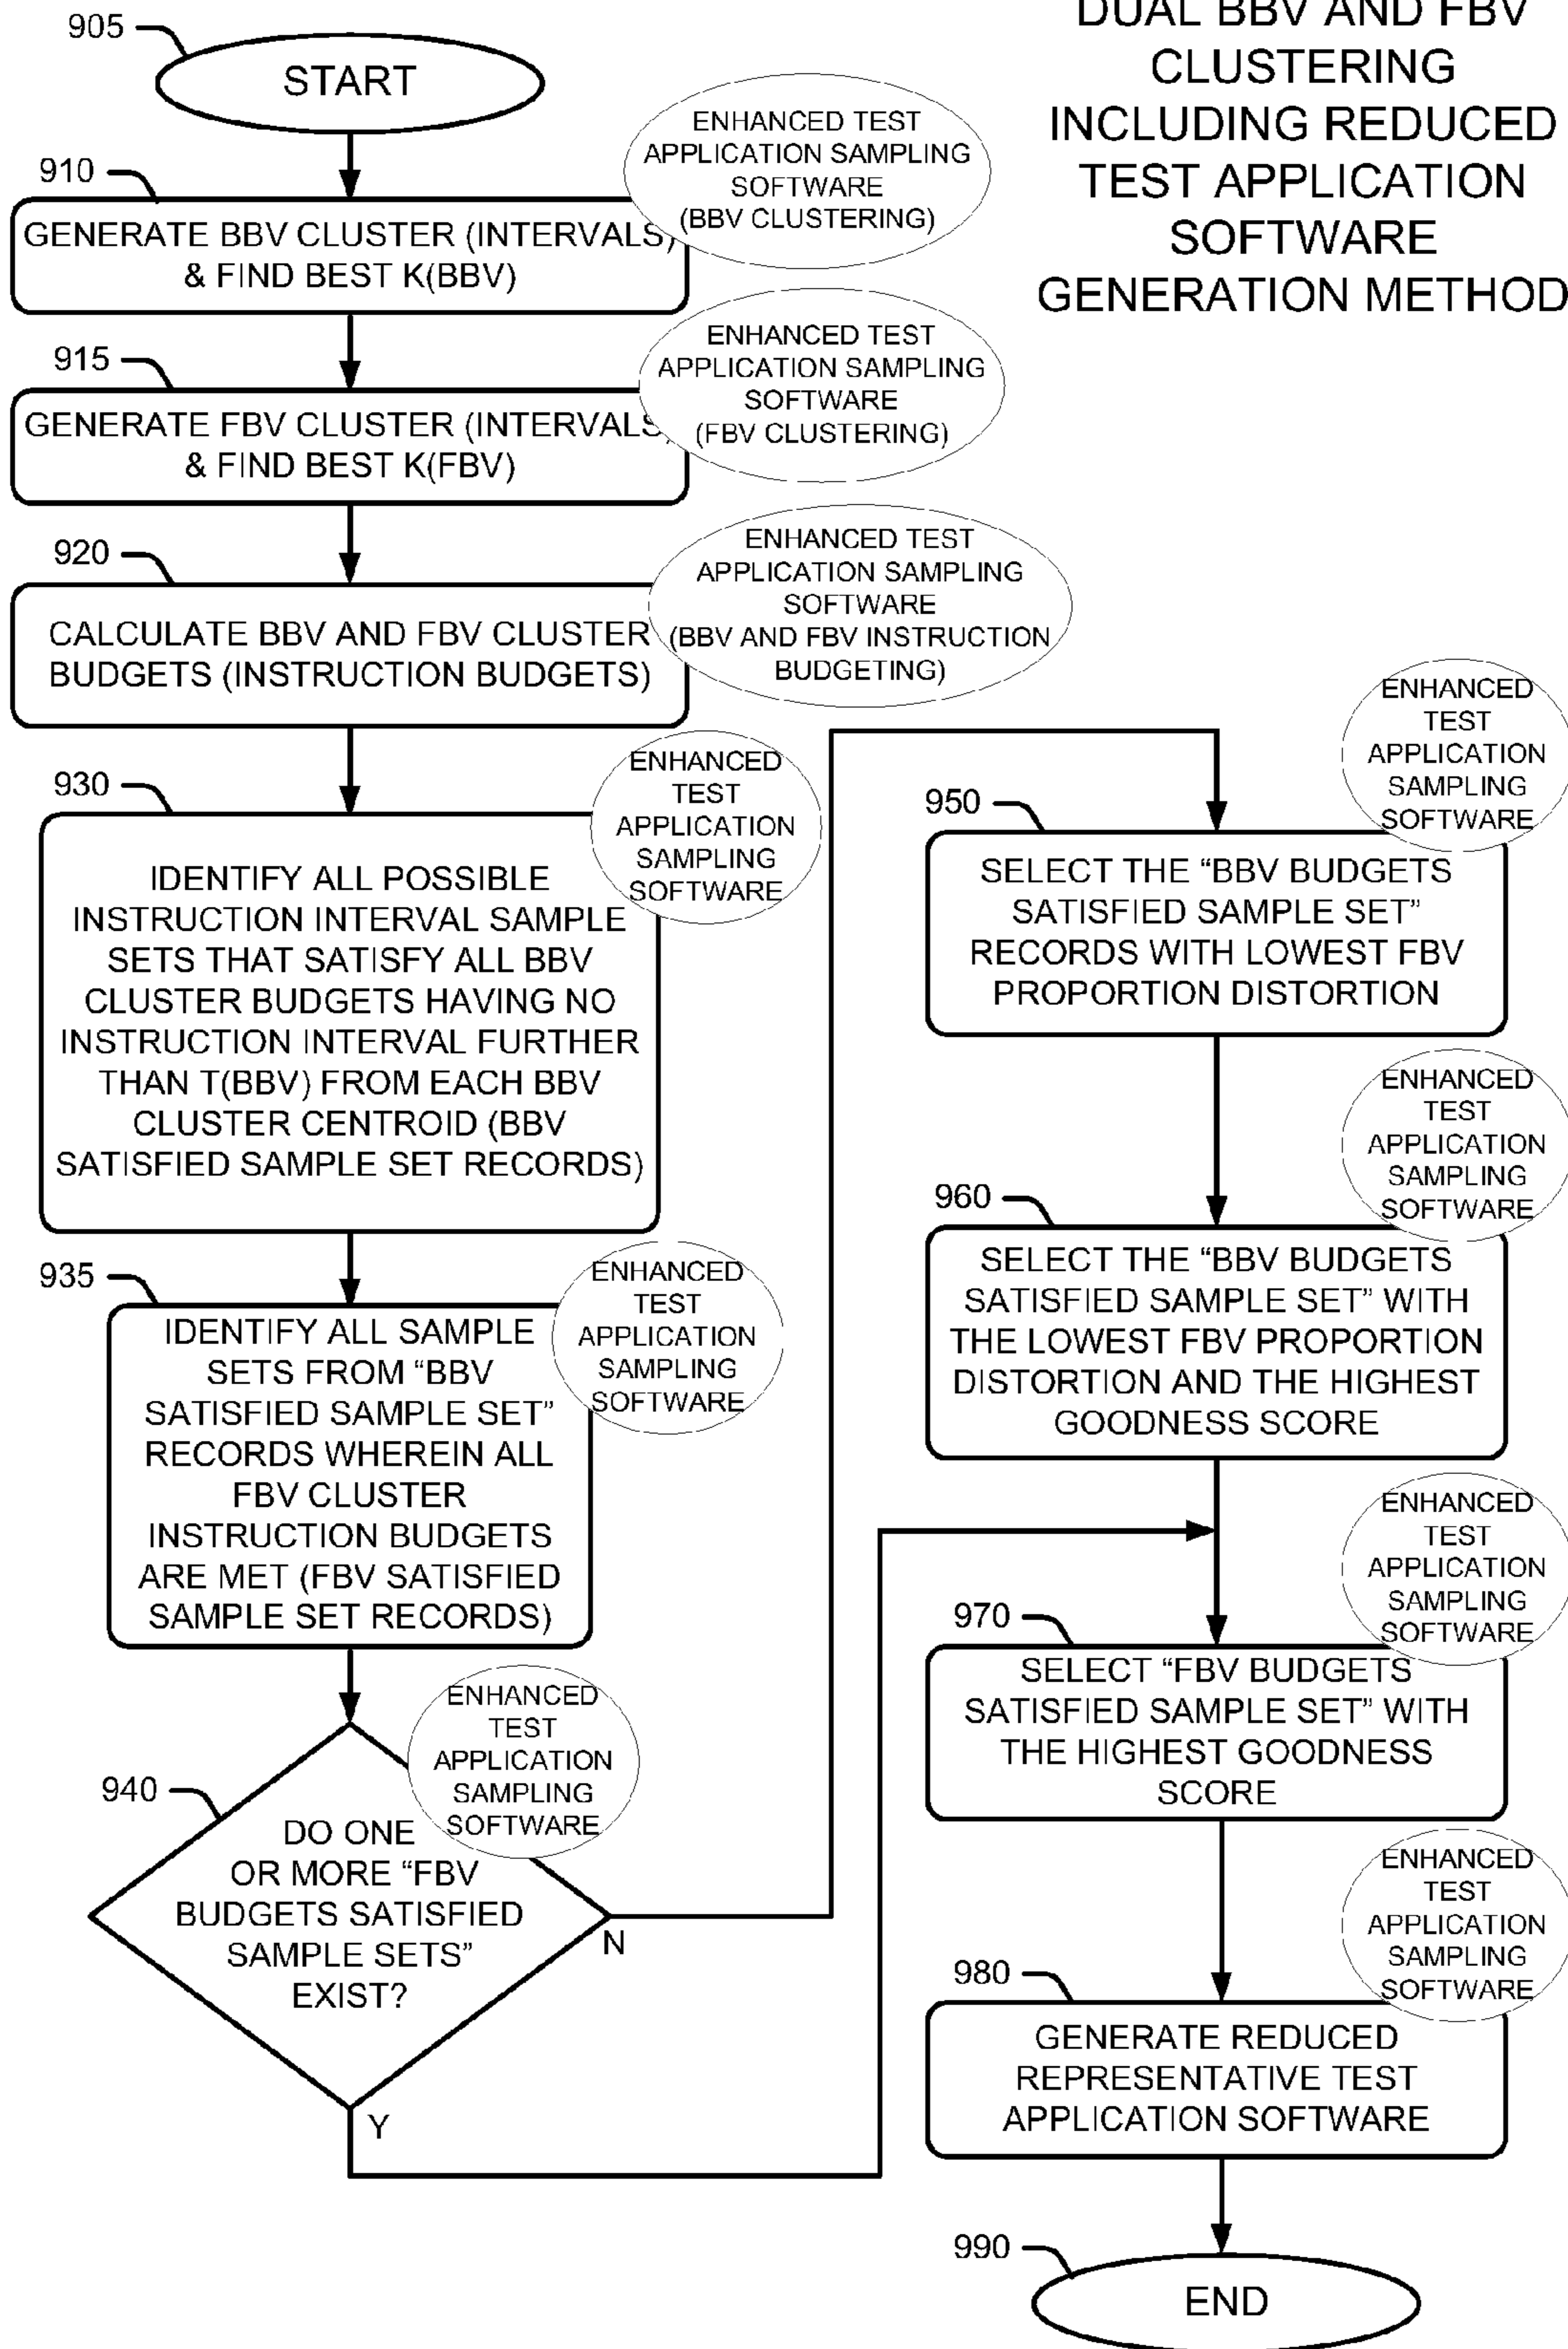 DUAL BBV AND FBV
CLUSTERING
INCLUDING REDUCED
TEST APPLICATION
SOFTWARE
GENERATION METHOD
905
START
910
GENERATE BBV CLUSTER (INTERVALS)
& FIND BEST K(BBV)
ENHANCED TEST
APPLICATION SAMPLING
SOFTWARE
(BBV CLUSTERING)
915
GENERATE FBV CLUSTER (INTERVALS)
& FIND BEST K(FBV)
ENHANCED TEST
APPLICATION SAMPLING
SOFTWARE
(FBV CLUSTERING)
920
CALCULATE BBV AND FBV CLUSTER
BUDGETS (INSTRUCTION BUDGETS)
ENHANCED TEST
APPLICATION SAMPLING
SOFTWARE
(BBV AND FBV INSTRUCTION
BUDGETING)
930
IDENTIFY ALL POSSIBLE
INSTRUCTION INTERVAL SAMPLE
SETS THAT SATISFY ALL BBV
CLUSTER BUDGETS HAVING NO
INSTRUCTION INTERVAL FURTHER
THAN T(BBV) FROM EACH BBV
CLUSTER CENTROID (BBV
SATISFIED SAMPLE SET RECORDS)
ENHANCED
TEST
APPLICATION
SAMPLING
SOFTWARE
935
IDENTIFY ALL SAMPLE
SETS FROM “BBV
SATISFIED SAMPLE SET”
RECORDS WHEREIN ALL
FBV CLUSTER
INSTRUCTION BUDGETS
ARE MET (FBV SATISFIED
SAMPLE SET RECORDS)
ENHANCED
TEST
APPLICATION
SAMPLING
SOFTWARE
940
DO ONE
OR MORE “FBV
BUDGETS SATISFIED
SAMPLE SETS”
EXIST?
ENHANCED
TEST
APPLICATION
SAMPLING
SOFTWARE
N
Y
950
SELECT THE “BBV BUDGETS
SATISFIED SAMPLE SET”
RECORDS WITH LOWEST FBV
PROPORTION DISTORTION
ENHANCED
TEST
APPLICATION
SAMPLING
SOFTWARE
960
SELECT THE “BBV BUDGETS
SATISFIED SAMPLE SET” WITH
THE LOWEST FBV PROPORTION
DISTORTION AND THE HIGHEST
GOODNESS SCORE
ENHANCED
TEST
APPLICATION
SAMPLING
SOFTWARE
970
SELECT “FBV BUDGETS
SATISFIED SAMPLE SET” WITH
THE HIGHEST GOODNESS
SCORE
ENHANCED
TEST
APPLICATION
SAMPLING
SOFTWARE
980
GENERATE REDUCED
REPRESENTATIVE TEST
APPLICATION SOFTWARE
ENHANCED
TEST
APPLICATION
SAMPLING
SOFTWARE
990
END